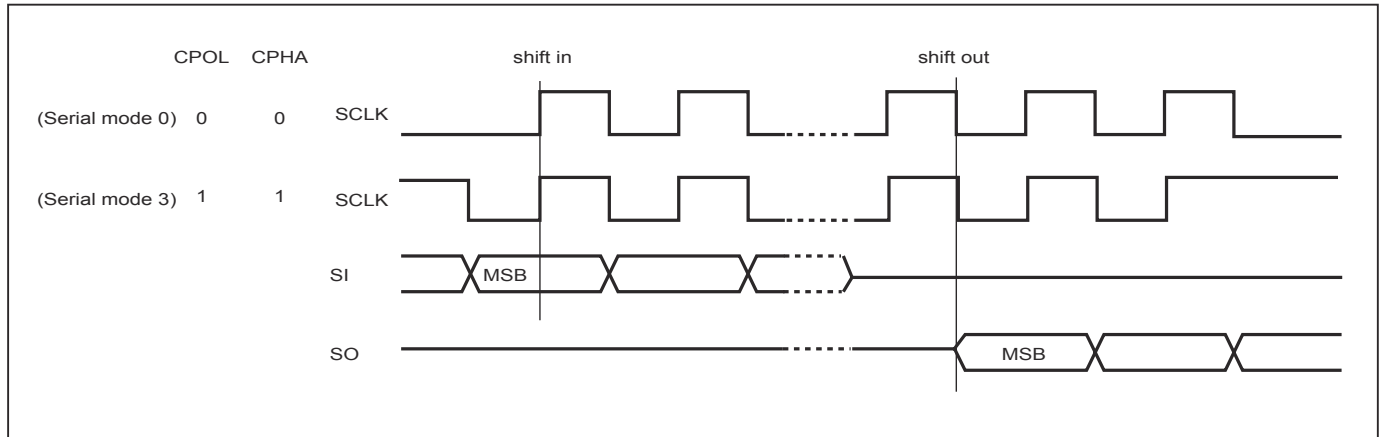 CPOL CPHA shift in shift out
(Serial mode 0) 0 0 SCLK
(Serial mode 3) 1 1 SCLK
SI MSB
SO MSB